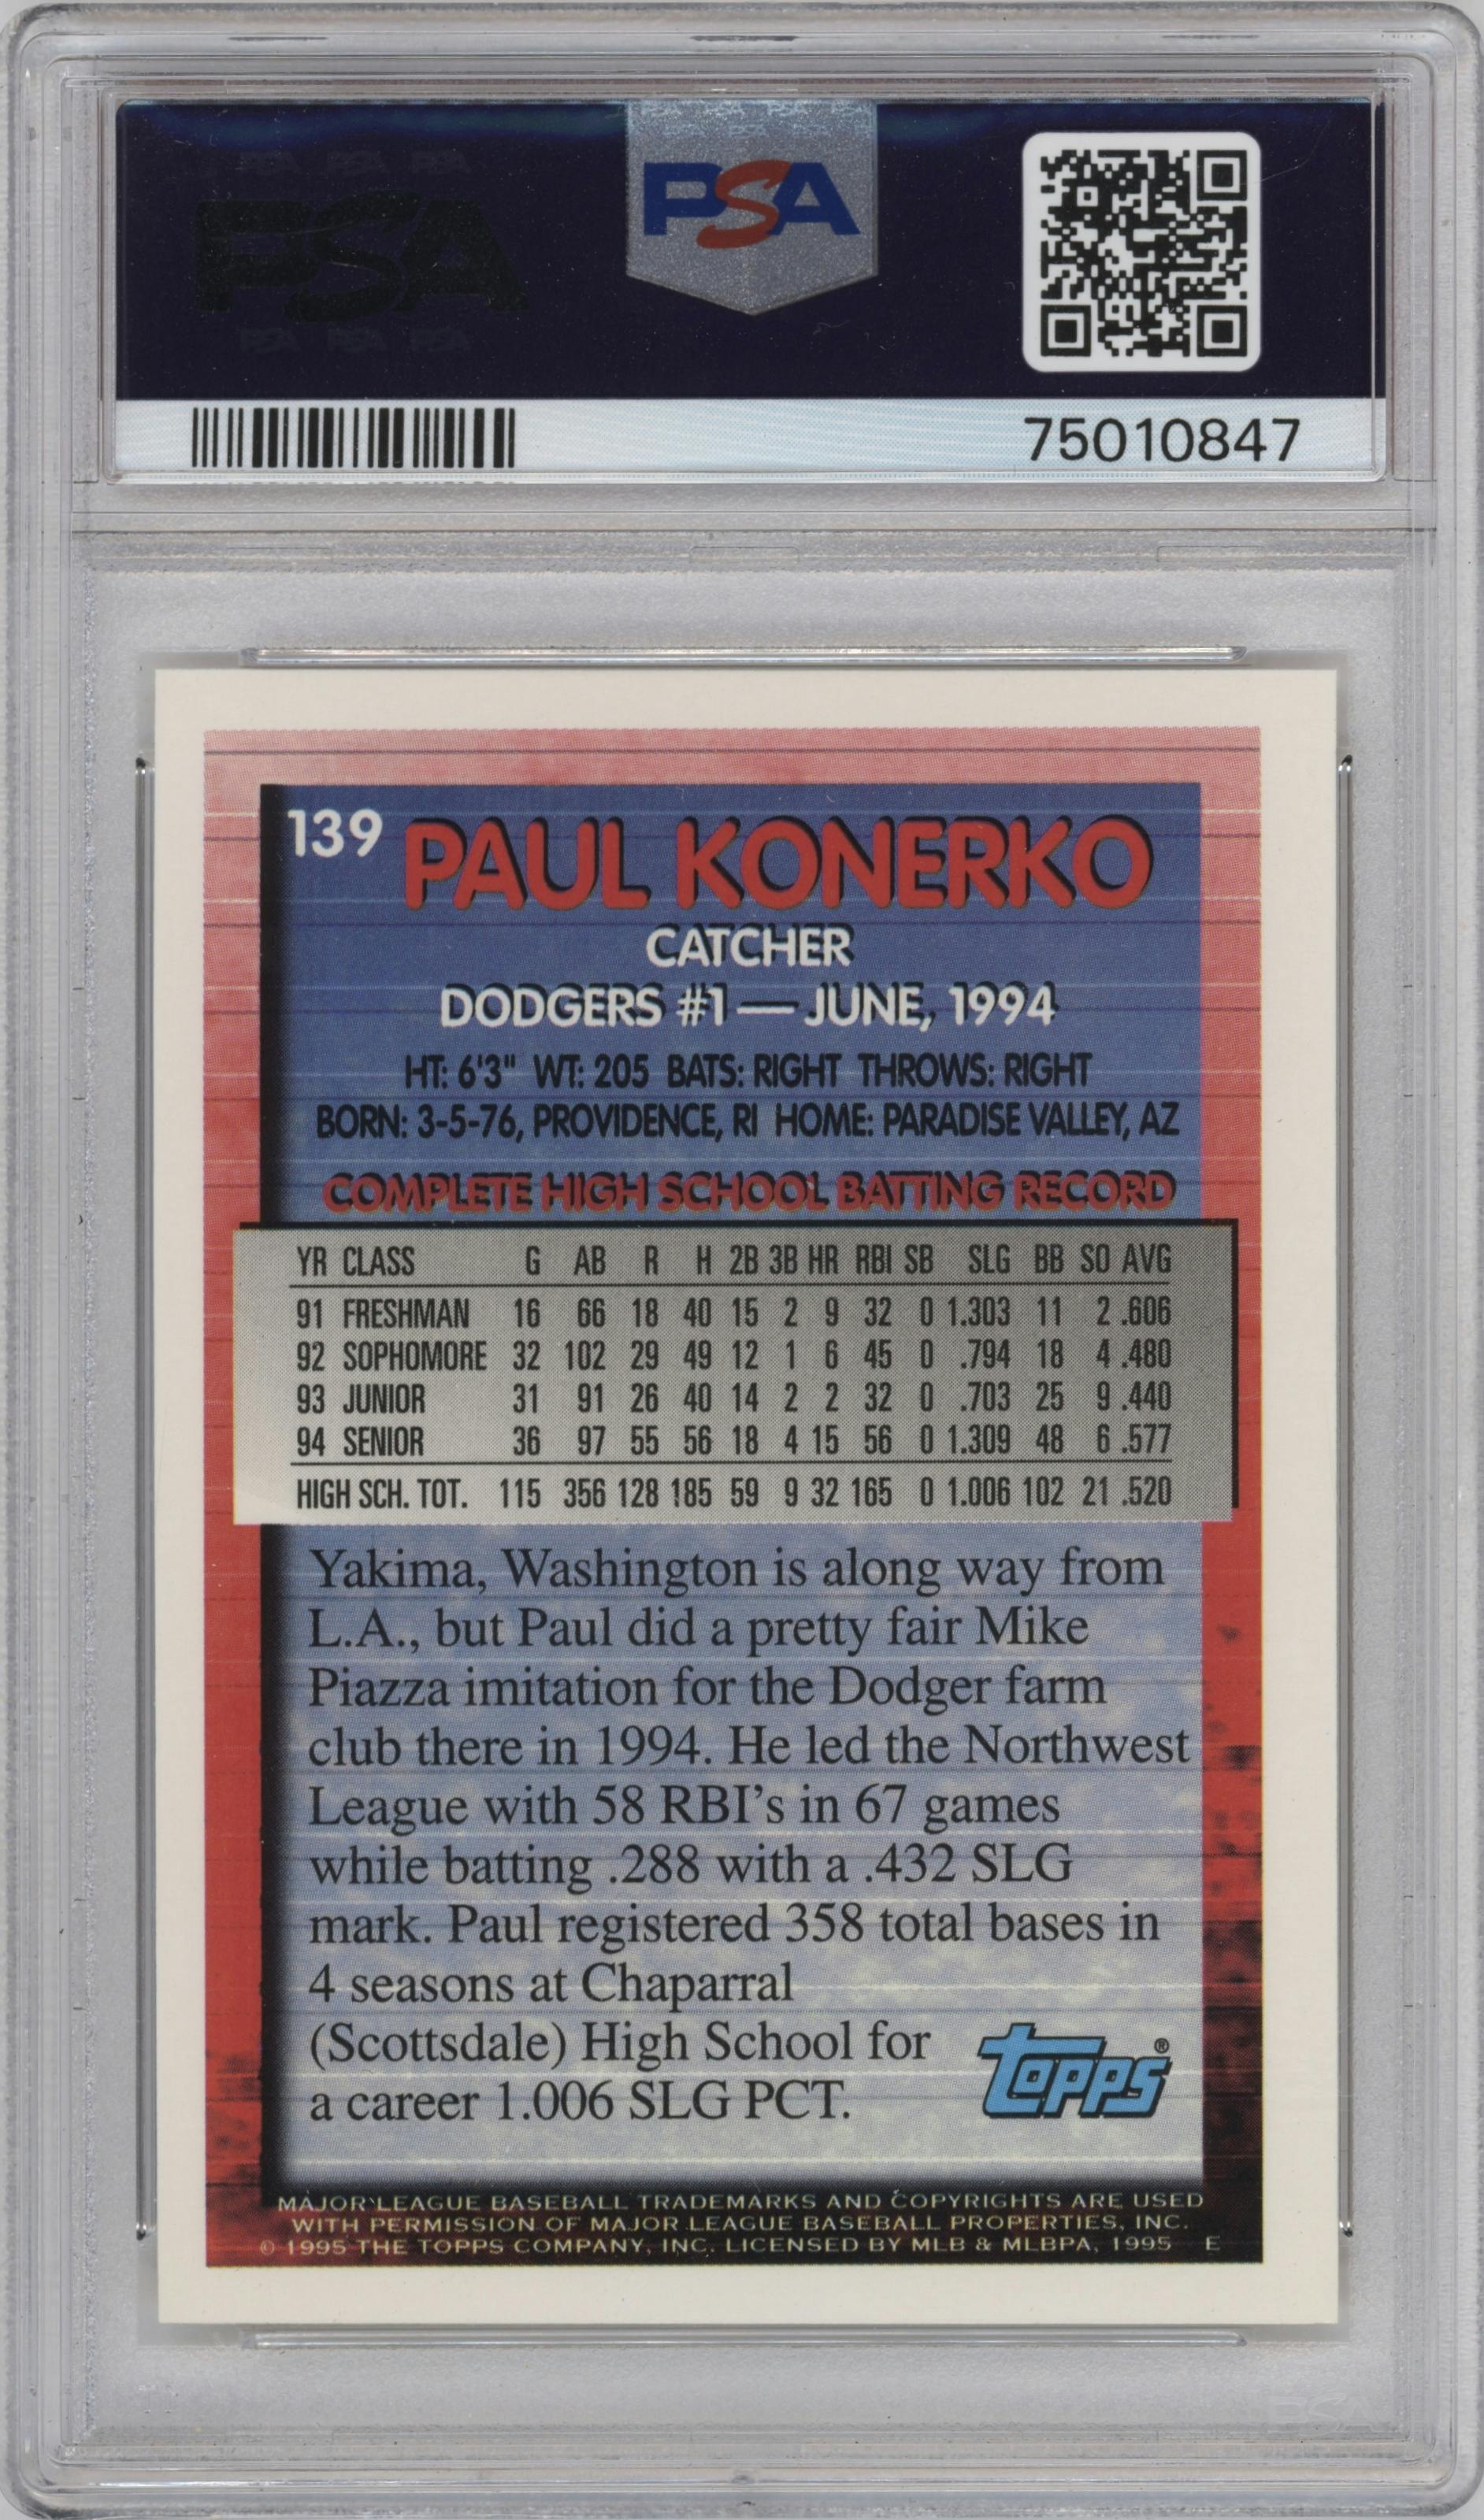 PSA
PSA
75010847
139 PAUL KONERKO
CATCHER
DODGERS #1 — JUNE, 1994
HT: 6'3" WT: 205 BATS: RIGHT THROWS: RIGHT
BORN: 3-5-76, PROVIDENCE, RI HOME: PARADISE VALLEY, AZ
COMPLETE HIGH SCHOOL BATTING RECORD
YR CLASS G AB R H 2B 3B HR RBI SB SLG BB SO AVG
91 FRESHMAN 16 66 18 40 15 2 9 32 0 1.303 11 2 .606
92 SOPHOMORE 32 102 29 49 12 1 6 45 0 .794 18 4 .480
93 JUNIOR 31 91 26 40 14 2 2 32 0 .703 25 9 .440
94 SENIOR 36 97 55 56 18 4 15 56 0 1.309 48 6 .577
HIGH SCH. TOT. 115 356 128 185 59 9 32 165 0 1.006 102 21 .520
Yakima, Washington is along way from
L.A., but Paul did a pretty fair Mike
Piazza imitation for the Dodger farm
club there in 1994. He led the Northwest
League with 58 RBI's in 67 games
while batting .288 with a .432 SLG
mark. Paul registered 358 total bases in
4 seasons at Chaparral
(Scottsdale) High School for
a career 1.006 SLG PCT.
topps®
MAJOR LEAGUE BASEBALL TRADEMARKS AND COPYRIGHTS ARE USED
WITH PERMISSION OF MAJOR LEAGUE BASEBALL PROPERTIES, INC.
© 1995 THE TOPPS COMPANY, INC. LICENSED BY MLB & MLBPA, 1995 E